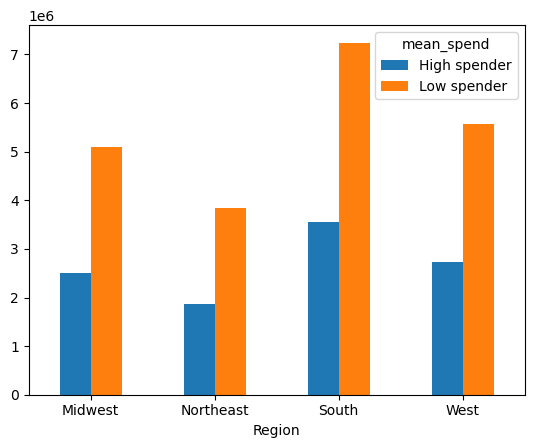 1e6
mean_spend
High spender
Low spender
7
6
5
4
3
2
1
0
Midwest Northeast South West
Region